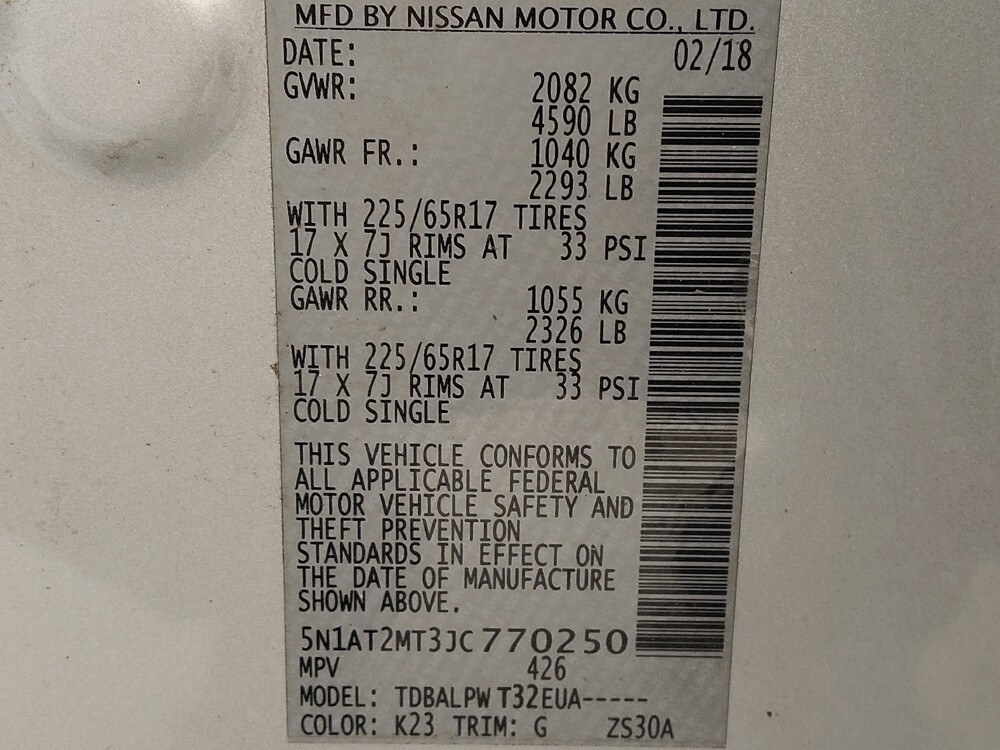 MFD BY NISSAN MOTOR CO., LTD.
DATE: 02/18
GVWR: 2082 KG
4590 LB
GAWR FR.: 1040 KG
2293 LB
WITH 225/65R17 TIRES
17 X 7J RIMS AT 33 PSI
COLD SINGLE
GAWR RR.: 1055 KG
2326 LB
WITH 225/65R17 TIRES
17 X 7J RIMS AT 33 PSI
COLD SINGLE
THIS VEHICLE CONFORMS TO
ALL APPLICABLE FEDERAL
MOTOR VEHICLE SAFETY AND
THEFT PREVENTION
STANDARDS IN EFFECT ON
THE DATE OF MANUFACTURE
SHOWN ABOVE.
5N1AT2MT3JC770250
MPV 426
MODEL: TDBALPW T32EUA-----
COLOR: K23 TRIM: G ZS30A